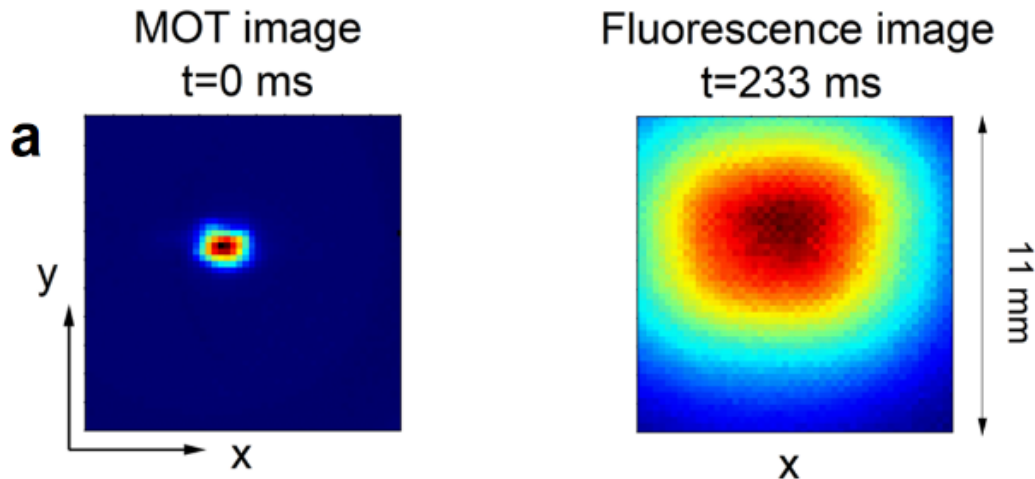 MOT image
t=0 ms
Fluorescence image
t=233 ms
a
y
x
x
11 mm